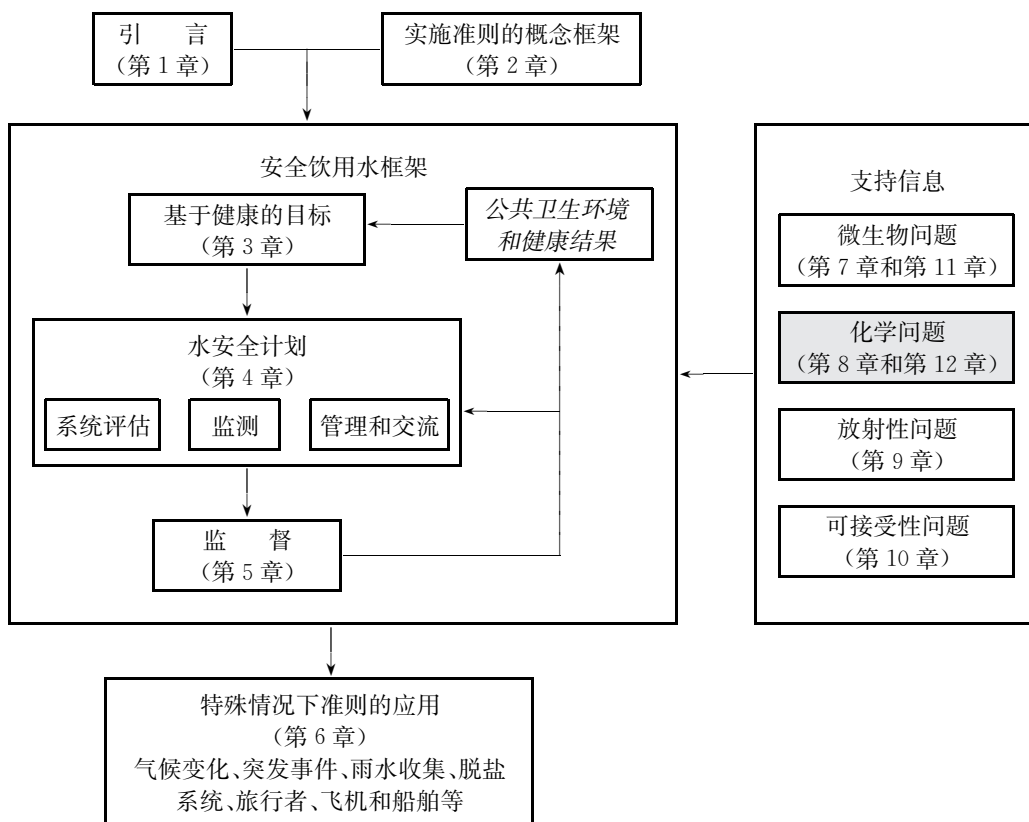 引　　言
（第 1 章）
实施准则的概念框架
（第 2 章）
安全饮用水框架
基于健康的目标
（第 3 章）
公共卫生环境
和健康结果
水安全计划
（第 4 章）
系统评估
监测
管理和交流
监　　督
（第 5 章）
支持信息
微生物问题
（第 7 章和第 11 章）
化学问题
（第 8 章和第 12 章）
放射性问题
（第 9 章）
可接受性问题
（第 10 章）
特殊情况下准则的应用
（第 6 章）
气候变化、突发事件、雨水收集、脱盐
系统、旅行者、飞机和船舶等